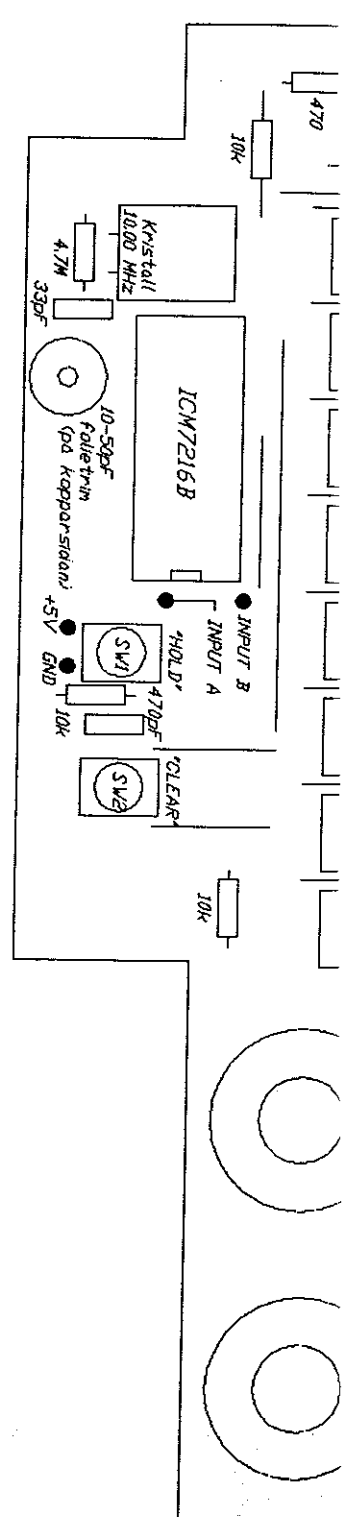 470
10k
Kristall
10.00 MHz
4.7M
33pF
ICM7216B
10-50pF
folietrim
(på kopparsidan)
INPUT B
INPUT A
+5V
GND
"HOLD"
SW1
470pF
10k
"CLEAR"
SW2
10k